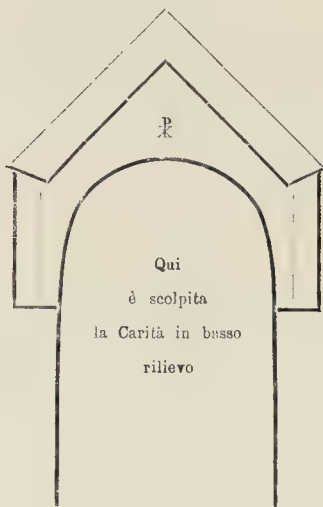 ☧
Qui
è scolpita
la Carità in basso
rilievo